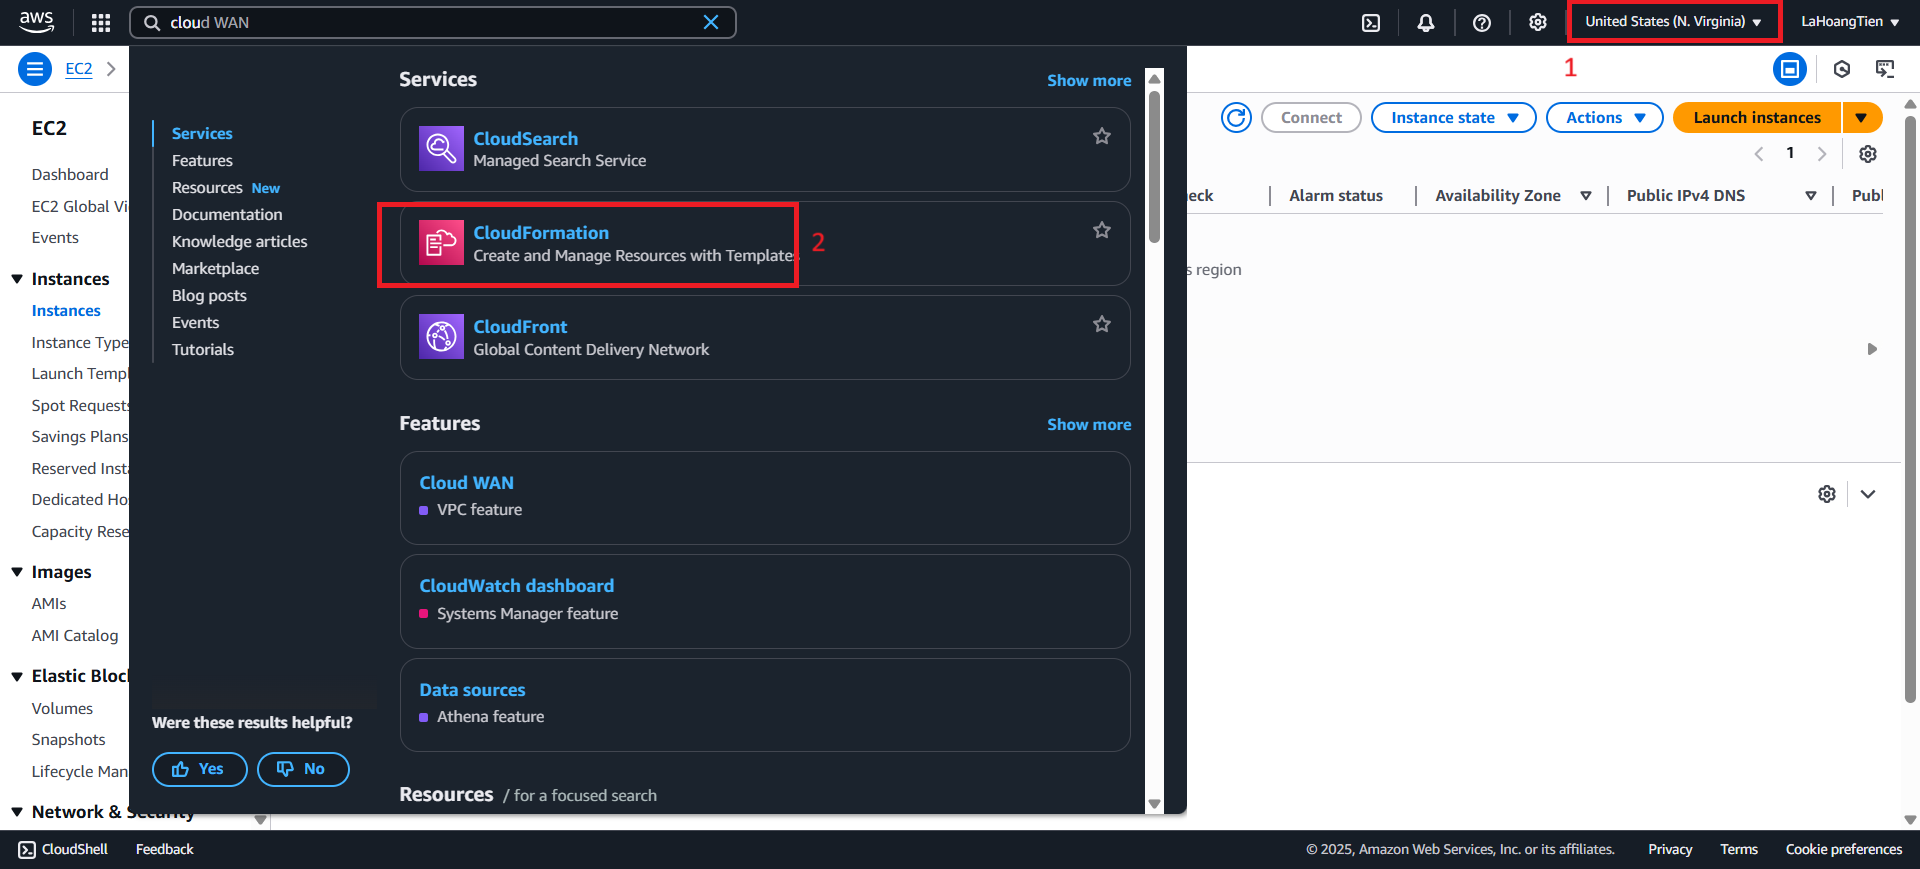 aws
cloud WAN
United States (N. Virginia)
LaHoangTien
1
EC2
Services
Show more
EC2
Dashboard
EC2 Global Vi
Events
Instances
Instances
Instance Type
Launch Templ
Spot Requests
Savings Plans
Reserved Insta
Dedicated Hos
Capacity Rese
Images
AMIs
AMI Catalog
Elastic Block
Volumes
Snapshots
Lifecycle Man
Network & Security
Services
Features
Resources New
Documentation
Knowledge articles
Marketplace
Blog posts
Events
Tutorials
Were these results helpful?
Yes
No
CloudSearch
Managed Search Service
CloudFormation
Create and Manage Resources with Templates
2
CloudFront
Global Content Delivery Network
Features
Show more
Cloud WAN
VPC feature
CloudWatch dashboard
Systems Manager feature
Data sources
Athena feature
Resources / for a focused search
Connect
Instance state
Actions
Launch instances
1
eck
Alarm status
Availability Zone
Public IPv4 DNS
Publ
s region
CloudShell
Feedback
© 2025, Amazon Web Services, Inc. or its affiliates.
Privacy
Terms
Cookie preferences